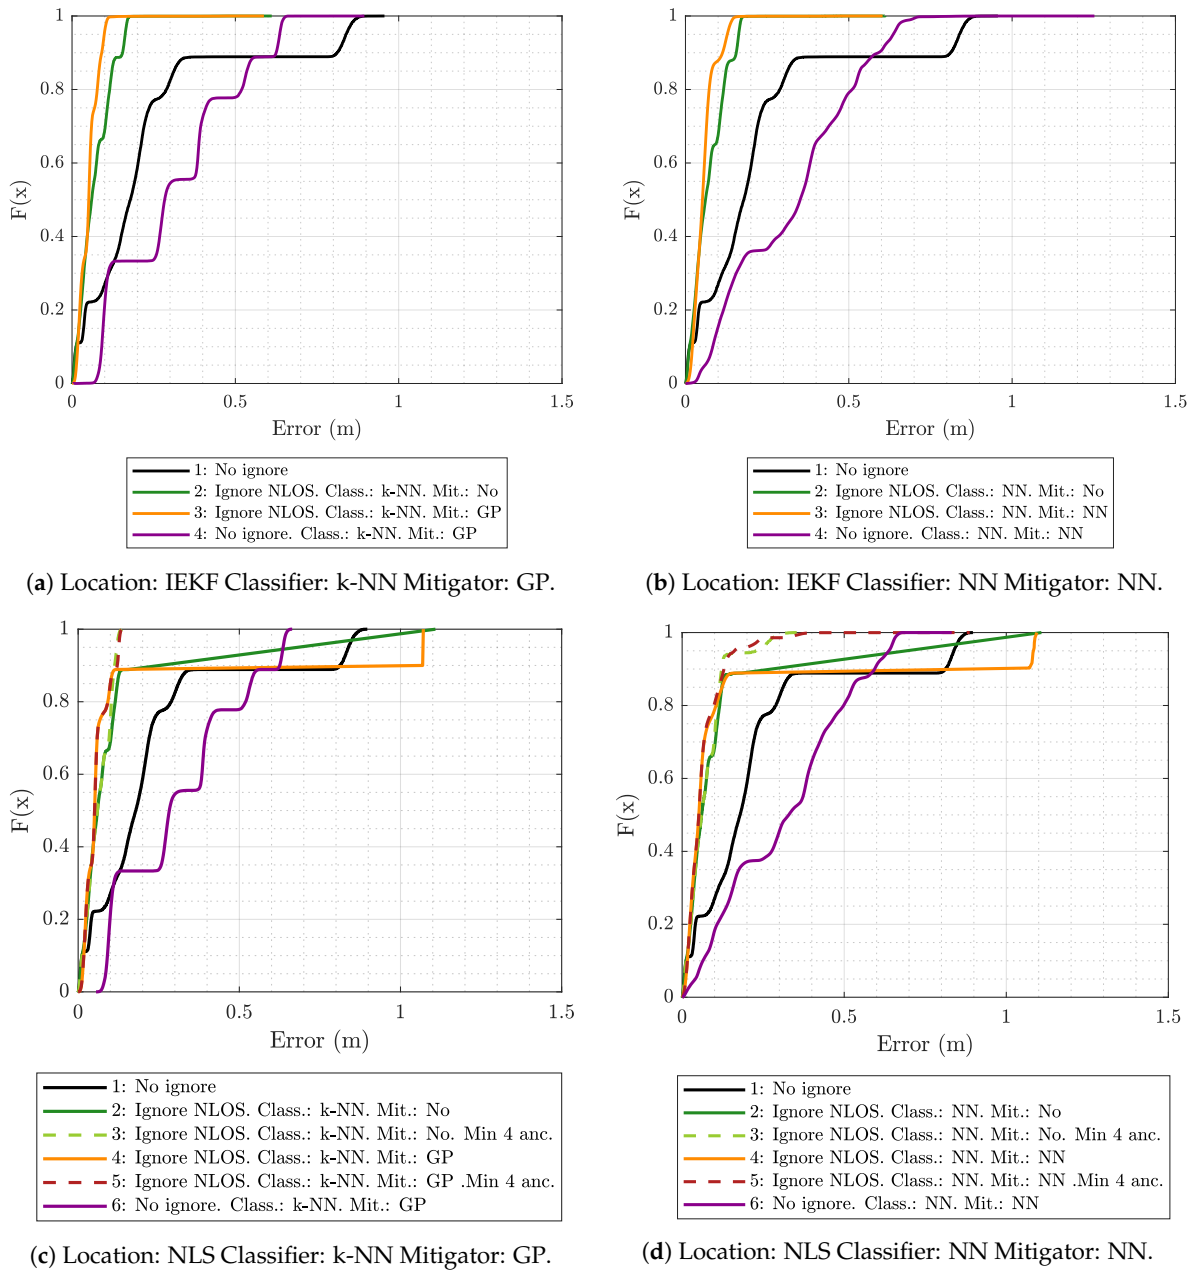 1
0.8
0.6
0.4
0.2
0
F(x)
0
0.5
1
1.5
Error (m)
1: No ignore
2: Ignore NLOS. Class.: k-NN. Mit.: No
3: Ignore NLOS. Class.: k-NN. Mit.: GP
4: No ignore. Class.: k-NN. Mit.: GP
(a) Location: IEKF Classifier: k-NN Mitigator: GP.
1
0.8
0.6
0.4
0.2
0
F(x)
0
0.5
1
1.5
Error (m)
1: No ignore
2: Ignore NLOS. Class.: NN. Mit.: No
3: Ignore NLOS. Class.: NN. Mit.: NN
4: No ignore. Class.: NN. Mit.: NN
(b) Location: IEKF Classifier: NN Mitigator: NN.
1
0.8
0.6
0.4
0.2
0
F(x)
0
0.5
1
1.5
Error (m)
1: No ignore
2: Ignore NLOS. Class.: k-NN. Mit.: No
3: Ignore NLOS. Class.: k-NN. Mit.: No. Min 4 anc.
4: Ignore NLOS. Class.: k-NN. Mit.: GP
5: Ignore NLOS. Class.: k-NN. Mit.: GP .Min 4 anc.
6: No ignore. Class.: k-NN. Mit.: GP
(c) Location: NLS Classifier: k-NN Mitigator: GP.
1
0.8
0.6
0.4
0.2
0
F(x)
0
0.5
1
1.5
Error (m)
1: No ignore
2: Ignore NLOS. Class.: NN. Mit.: No
3: Ignore NLOS. Class.: NN. Mit.: No. Min 4 anc.
4: Ignore NLOS. Class.: NN. Mit.: NN
5: Ignore NLOS. Class.: NN. Mit.: NN .Min 4 anc.
6: No ignore. Class.: NN. Mit.: NN
(d) Location: NLS Classifier: NN Mitigator: NN.